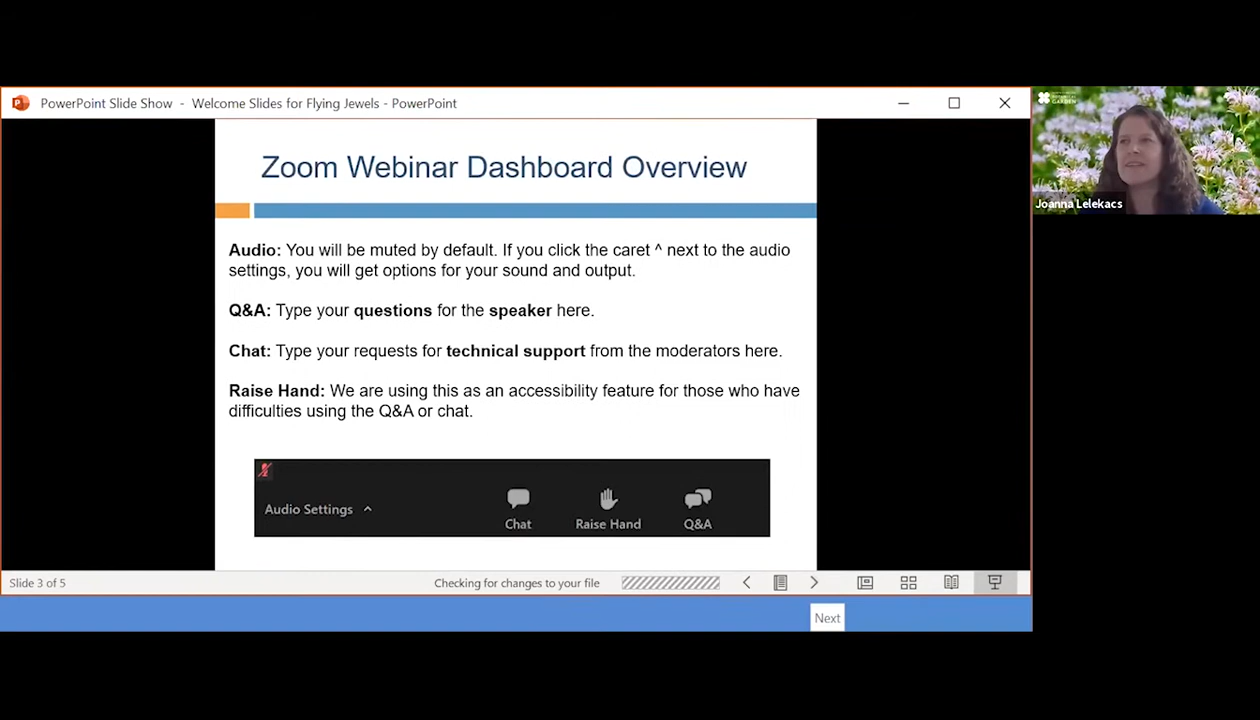 PowerPoint Slide Show - Welcome Slides for Flying Jewels - PowerPoint
Zoom Webinar Dashboard Overview
Audio: You will be muted by default. If you click the caret ^ next to the audio
settings, you will get options for your sound and output.
Q&A: Type your questions for the speaker here.
Chat: Type your requests for technical support from the moderators here.
Raise Hand: We are using this as an accessibility feature for those who have
difficulties using the Q&A or chat.
Audio Settings ^
Chat
Raise Hand
Q&A
Slide 3 of 5
Checking for changes to your file
Next
GARDEN
Joanna Lelekacs